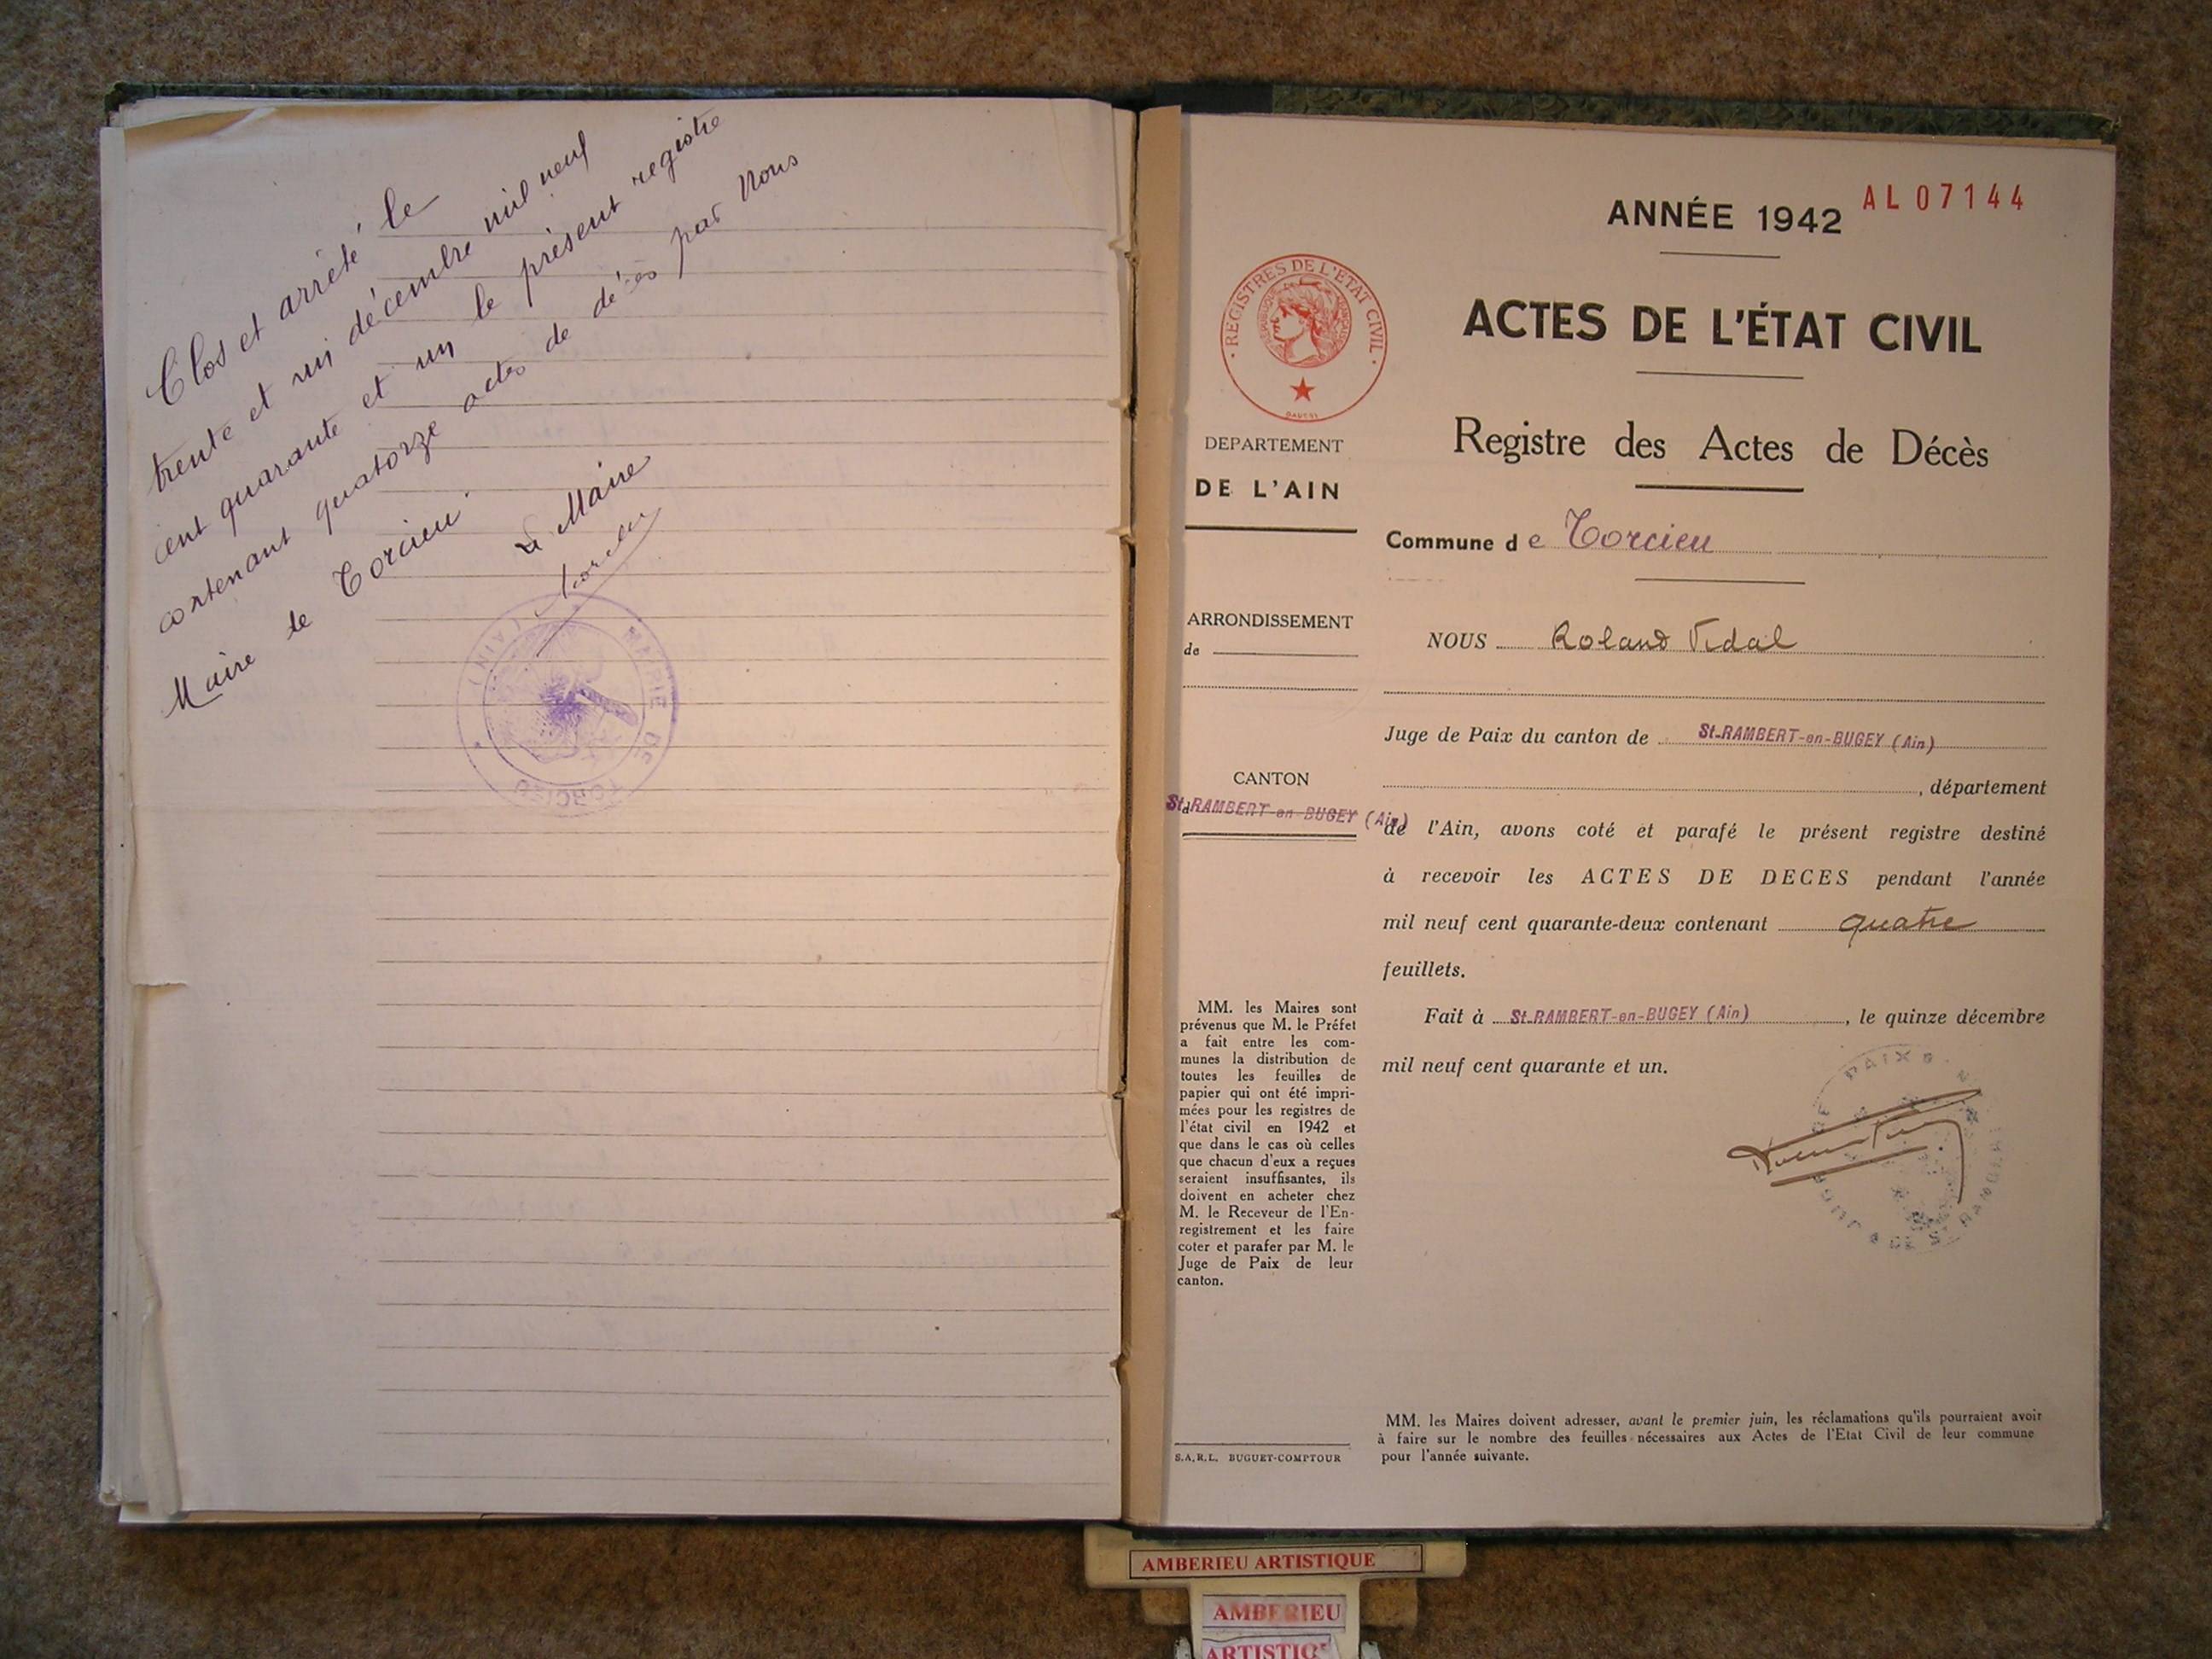 Clos et arrêté le
trente et un décembre mil neuf
cent quarante et un le présent registre
contenant quatorze actes de décès par Nous
Maire de Torcieu
Le Maire
MAIRIE DE TORCIEU (AIN)
ANNÉE 1942
AL 07144
REGISTRES DE L'ETAT CIVIL
REPUBLIQUE FRANÇAISE
ACTES DE L'ÉTAT CIVIL
Registre des Actes de Décès
DEPARTEMENT
DE L'AIN
Commune de Torcieu
ARRONDISSEMENT
de
NOUS Roland Vidal
Juge de Paix du canton de St-RAMBERT-en-BUGEY (Ain)
, département
CANTON
d St-RAMBERT-en-BUGEY (Ain)
de l'Ain, avons coté et parafé le présent registre destiné
à recevoir les ACTES DE DECES pendant l'année
mil neuf cent quarante-deux contenant quatre
feuillets.
Fait à St-RAMBERT-en-BUGEY (Ain), le quinze décembre
mil neuf cent quarante et un.
MM. les Maires sont
prévenus que M. le Préfet
a fait entre les com-
munes la distribution de
toutes les feuilles de
papier qui ont été impri-
mées pour les registres de
l'état civil en 1942 et
que dans le cas où celles
que chacun d'eux a reçues
seraient insuffisantes, ils
doivent en acheter chez
M. le Receveur de l'En-
registrement et les faire
coter et parafer par M. le
Juge de Paix de leur
canton.
S.A.R.L. BUGUET-COMPTOUR
MM. les Maires doivent adresser, avant le premier juin, les réclamations qu'ils pourraient avoir
à faire sur le nombre des feuilles nécessaires aux Actes de l'Etat Civil de leur commune
pour l'année suivante.
AMBERIEU ARTISTIQUE
AMBERIEU
ARTISTIQ